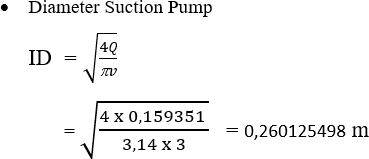 • Diameter Suction Pump
ID = √(4Q/πv)
= √(4 x 0,159351 / 3,14 x 3) = 0,260125498 m